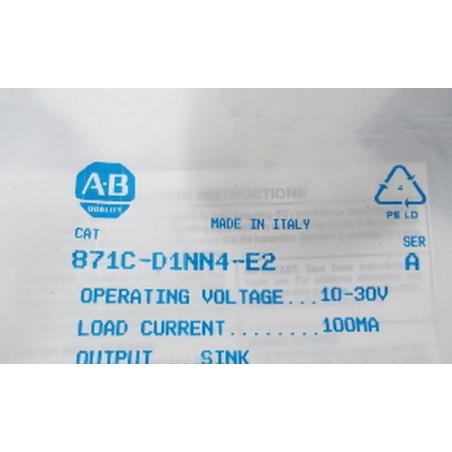 A-B
QUALITY
4
PE LD
MADE IN ITALY
CAT
SER
871C-D1NN4-E2
A
OPERATING VOLTAGE...10-30V
LOAD CURRENT........100MA
OUTPUT....SINK